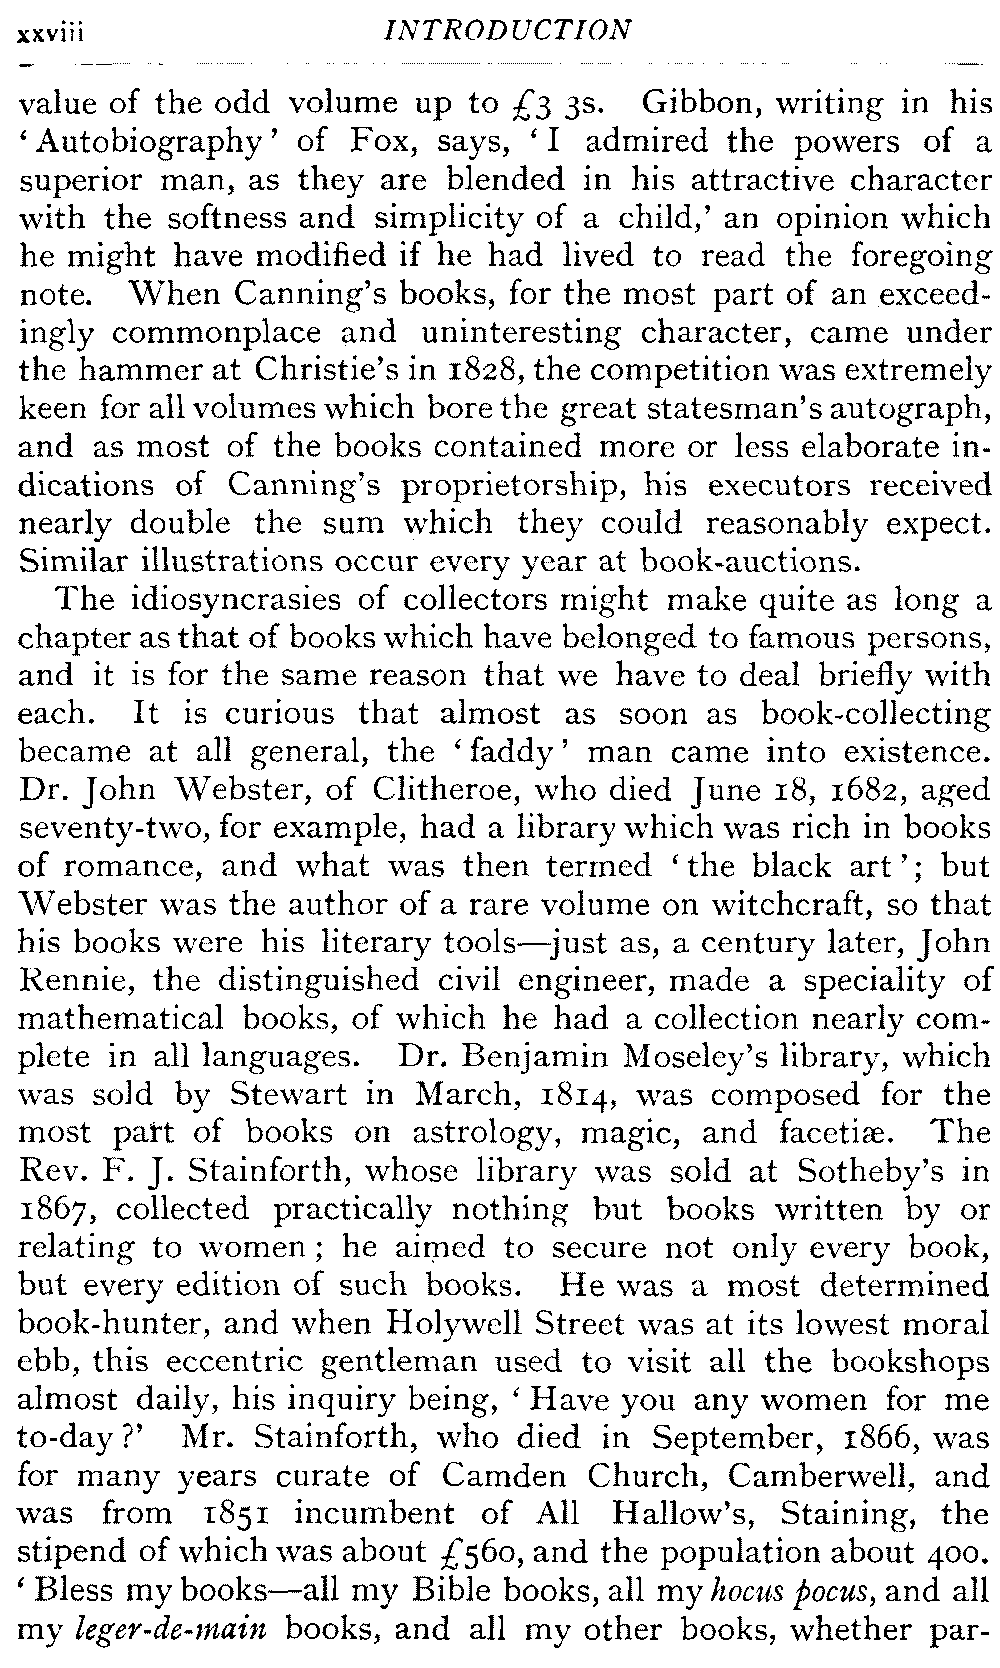 xxviii INTRODUCTION
value of the odd volume up to £3 3s. Gibbon, writing in his
‘Autobiography’ of Fox, says, ‘I admired the powers of a
superior man, as they are blended in his attractive character
with the softness and simplicity of a child,’ an opinion which
he might have modified if he had lived to read the foregoing
note. When Canning’s books, for the most part of an exceed-
ingly commonplace and uninteresting character, came under
the hammer at Christie’s in 1828, the competition was extremely
keen for all volumes which bore the great statesman’s autograph,
and as most of the books contained more or less elaborate in-
dications of Canning’s proprietorship, his executors received
nearly double the sum which they could reasonably expect.
Similar illustrations occur every year at book-auctions.
The idiosyncrasies of collectors might make quite as long a
chapter as that of books which have belonged to famous persons,
and it is for the same reason that we have to deal briefly with
each. It is curious that almost as soon as book-collecting
became at all general, the ‘faddy’ man came into existence.
Dr. John Webster, of Clitheroe, who died June 18, 1682, aged
seventy-two, for example, had a library which was rich in books
of romance, and what was then termed ‘the black art’; but
Webster was the author of a rare volume on witchcraft, so that
his books were his literary tools—just as, a century later, John
Rennie, the distinguished civil engineer, made a speciality of
mathematical books, of which he had a collection nearly com-
plete in all languages. Dr. Benjamin Moseley’s library, which
was sold by Stewart in March, 1814, was composed for the
most part of books on astrology, magic, and facetiæ. The
Rev. F. J. Stainforth, whose library was sold at Sotheby’s in
1867, collected practically nothing but books written by or
relating to women; he aimed to secure not only every book,
but every edition of such books. He was a most determined
book-hunter, and when Holywell Street was at its lowest moral
ebb, this eccentric gentleman used to visit all the bookshops
almost daily, his inquiry being, ‘Have you any women for me
to-day?’ Mr. Stainforth, who died in September, 1866, was
for many years curate of Camden Church, Camberwell, and
was from 1851 incumbent of All Hallow’s, Staining, the
stipend of which was about £560, and the population about 400.
‘Bless my books—all my Bible books, all my hocus pocus, and all
my leger-de-main books, and all my other books, whether par-